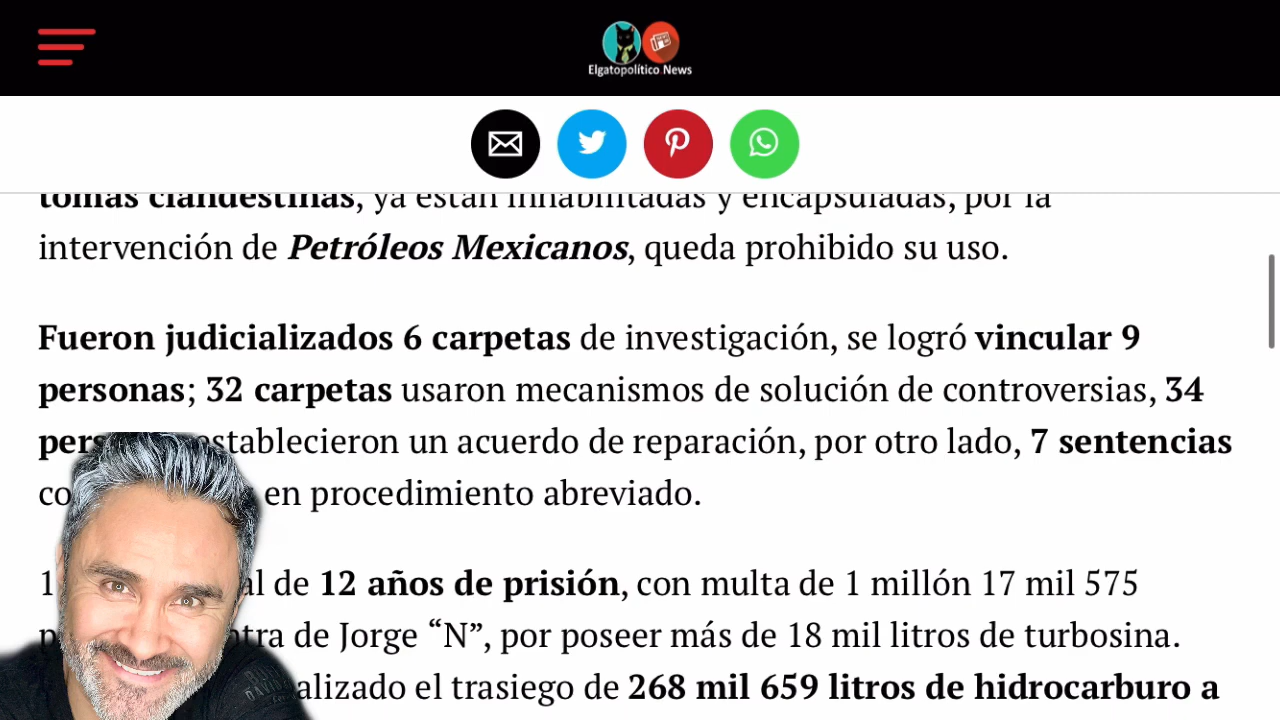 Elgatopolítico News
tomas clandestinas, ya están inhabilitadas y encapsuladas, por la
intervención de Petróleos Mexicanos, queda prohibido su uso.
Fueron judicializados 6 carpetas de investigación, se logró vincular 9
personas; 32 carpetas usaron mecanismos de solución de controversias, 34
establecieron un acuerdo de reparación, por otro lado, 7 sentencias
en procedimiento abreviado.
de 12 años de prisión, con multa de 1 millón 17 mil 575
de Jorge “N”, por poseer más de 18 mil litros de turbosina.
el trasiego de 268 mil 659 litros de hidrocarburo a